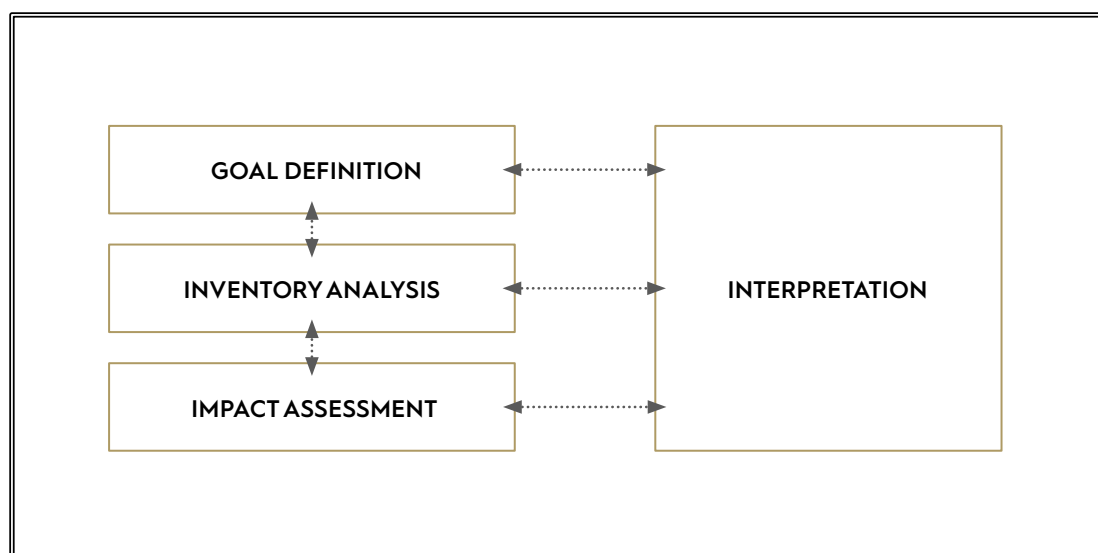 GOAL DEFINITION
INVENTORY ANALYSIS
INTERPRETATION
IMPACT ASSESSMENT